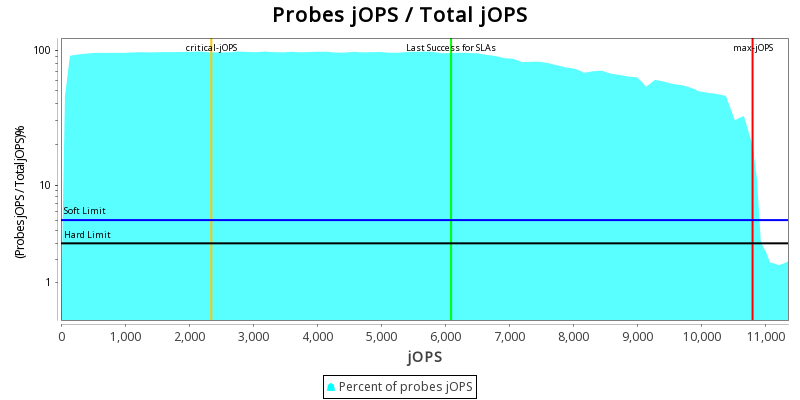 Probes jOPS / Total jOPS
critical-jOPS
Last Success for SLAs
max-jOPS
100
10
1
(Probes jOPS / Total jOPS)%
Soft Limit
Hard Limit
0
1,000
2,000
3,000
4,000
5,000
6,000
7,000
8,000
9,000
10,000
11,000
jOPS
Percent of probes jOPS